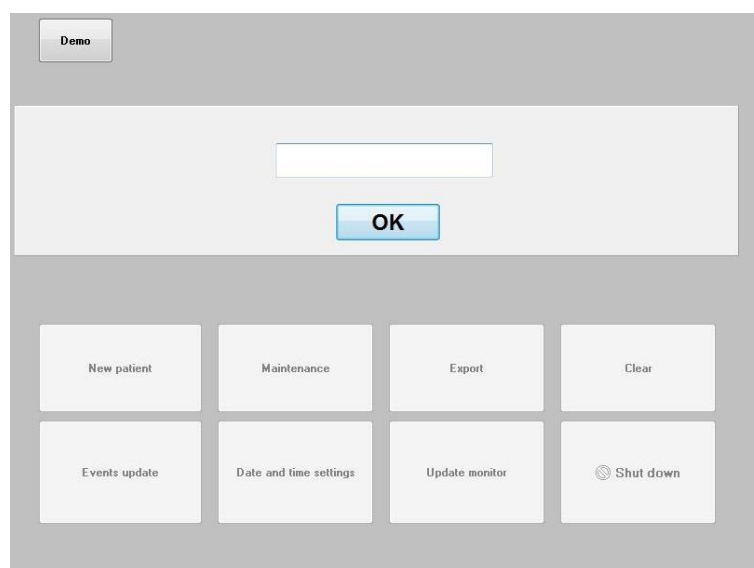 Demo
OK
New patient
Maintenance
Export
Clear
Events update
Date and time settings
Update monitor
Shut down